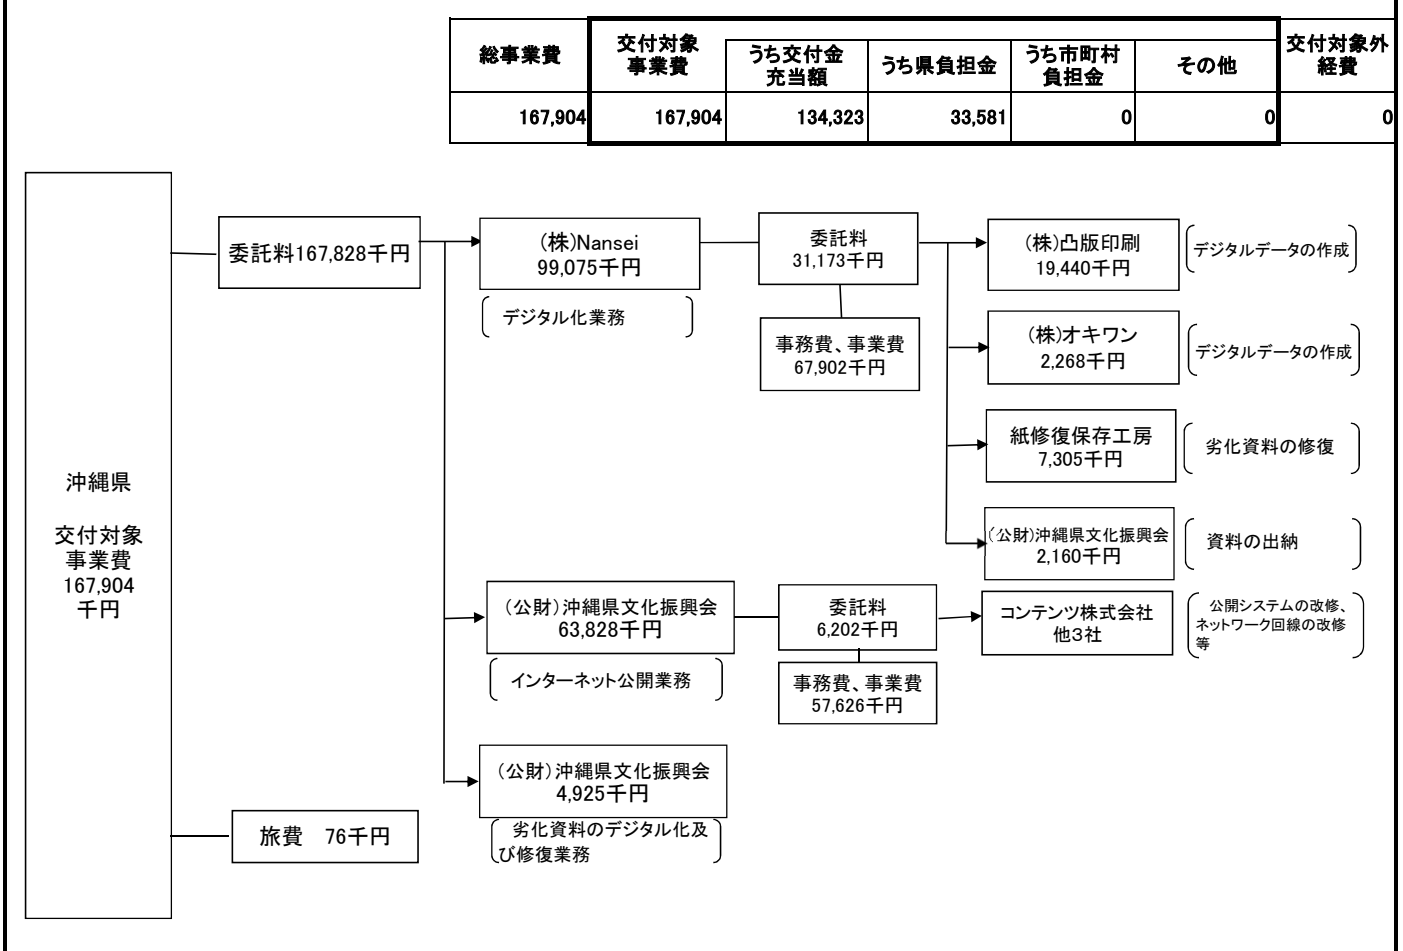 総事業費
交付対象
事業費
うち交付金
充当額
うち県負担金
うち市町村
負担金
その他
交付対象外
経費
167,904
167,904
134,323
33,581
0
0
0
沖縄県
交付対象
事業費
167,904
千円
委託料167,828千円
(株)Nansei
99,075千円
デジタル化業務
委託料
31,173千円
事務費、事業費
67,902千円
(株)凸版印刷
19,440千円
デジタルデータの作成
(株)オキワン
2,268千円
デジタルデータの作成
紙修復保存工房
7,305千円
劣化資料の修復
(公財)沖縄県文化振興会
2,160千円
資料の出納
(公財)沖縄県文化振興会
63,828千円
インターネット公開業務
委託料
6,202千円
事務費、事業費
57,626千円
コンテンツ株式会社
他3社
公開システムの改修、
ネットワーク回線の改修
等
(公財)沖縄県文化振興会
4,925千円
劣化資料のデジタル化及
び修復業務
旅費 76千円